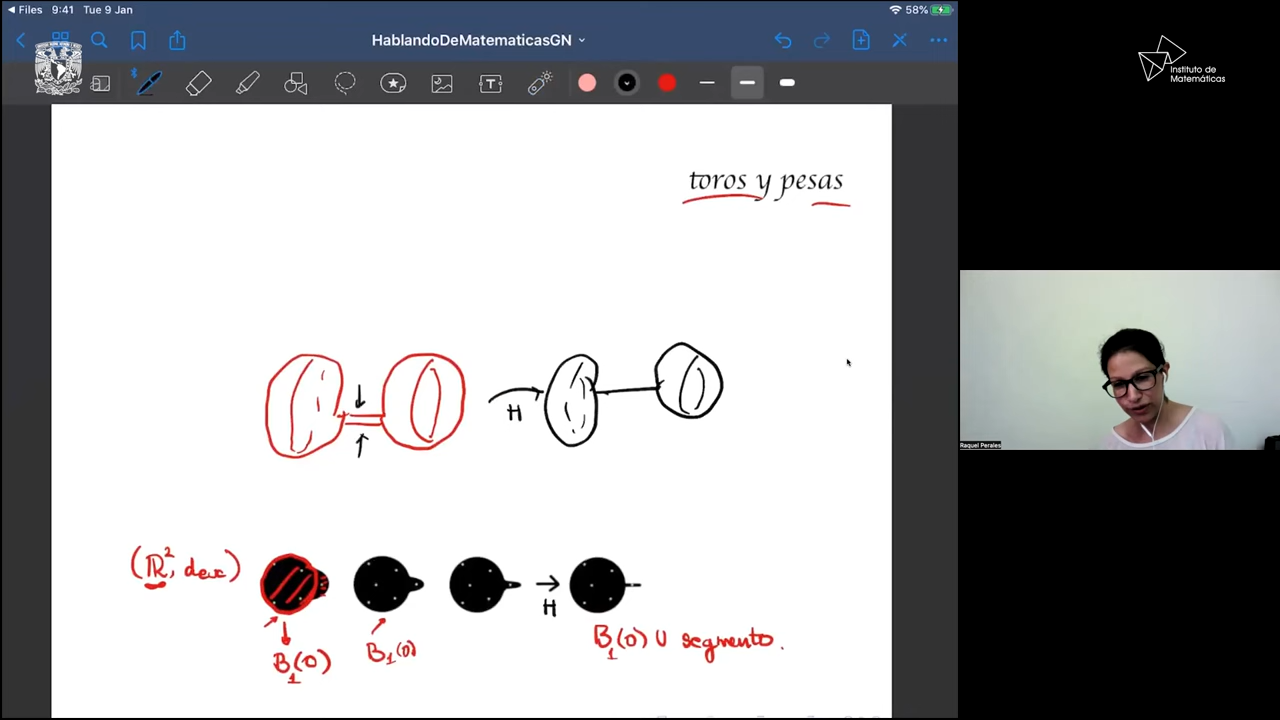 Files 9:41 Tue 9 Jan 58%
HablandoDeMatematicasGN
Instituto de
Matemáticas
toros y pesas
H
Raquel Perales
(ℝ², deuc)
H
B₁(0)
B₁(0)
B₁(0) ∪ segmento.